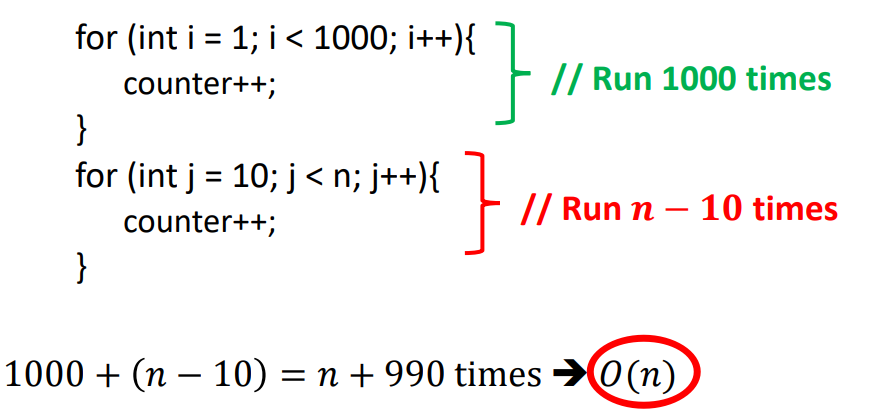 for (int i = 1; i < 1000; i++){
counter++; // Run 1000 times
}
for (int j = 10; j < n; j++){
counter++; // Run 𝒏 − 𝟏𝟎 times
}
1000 + (𝑛 − 10) = 𝑛 + 990 times ➔ 𝑂(𝑛)